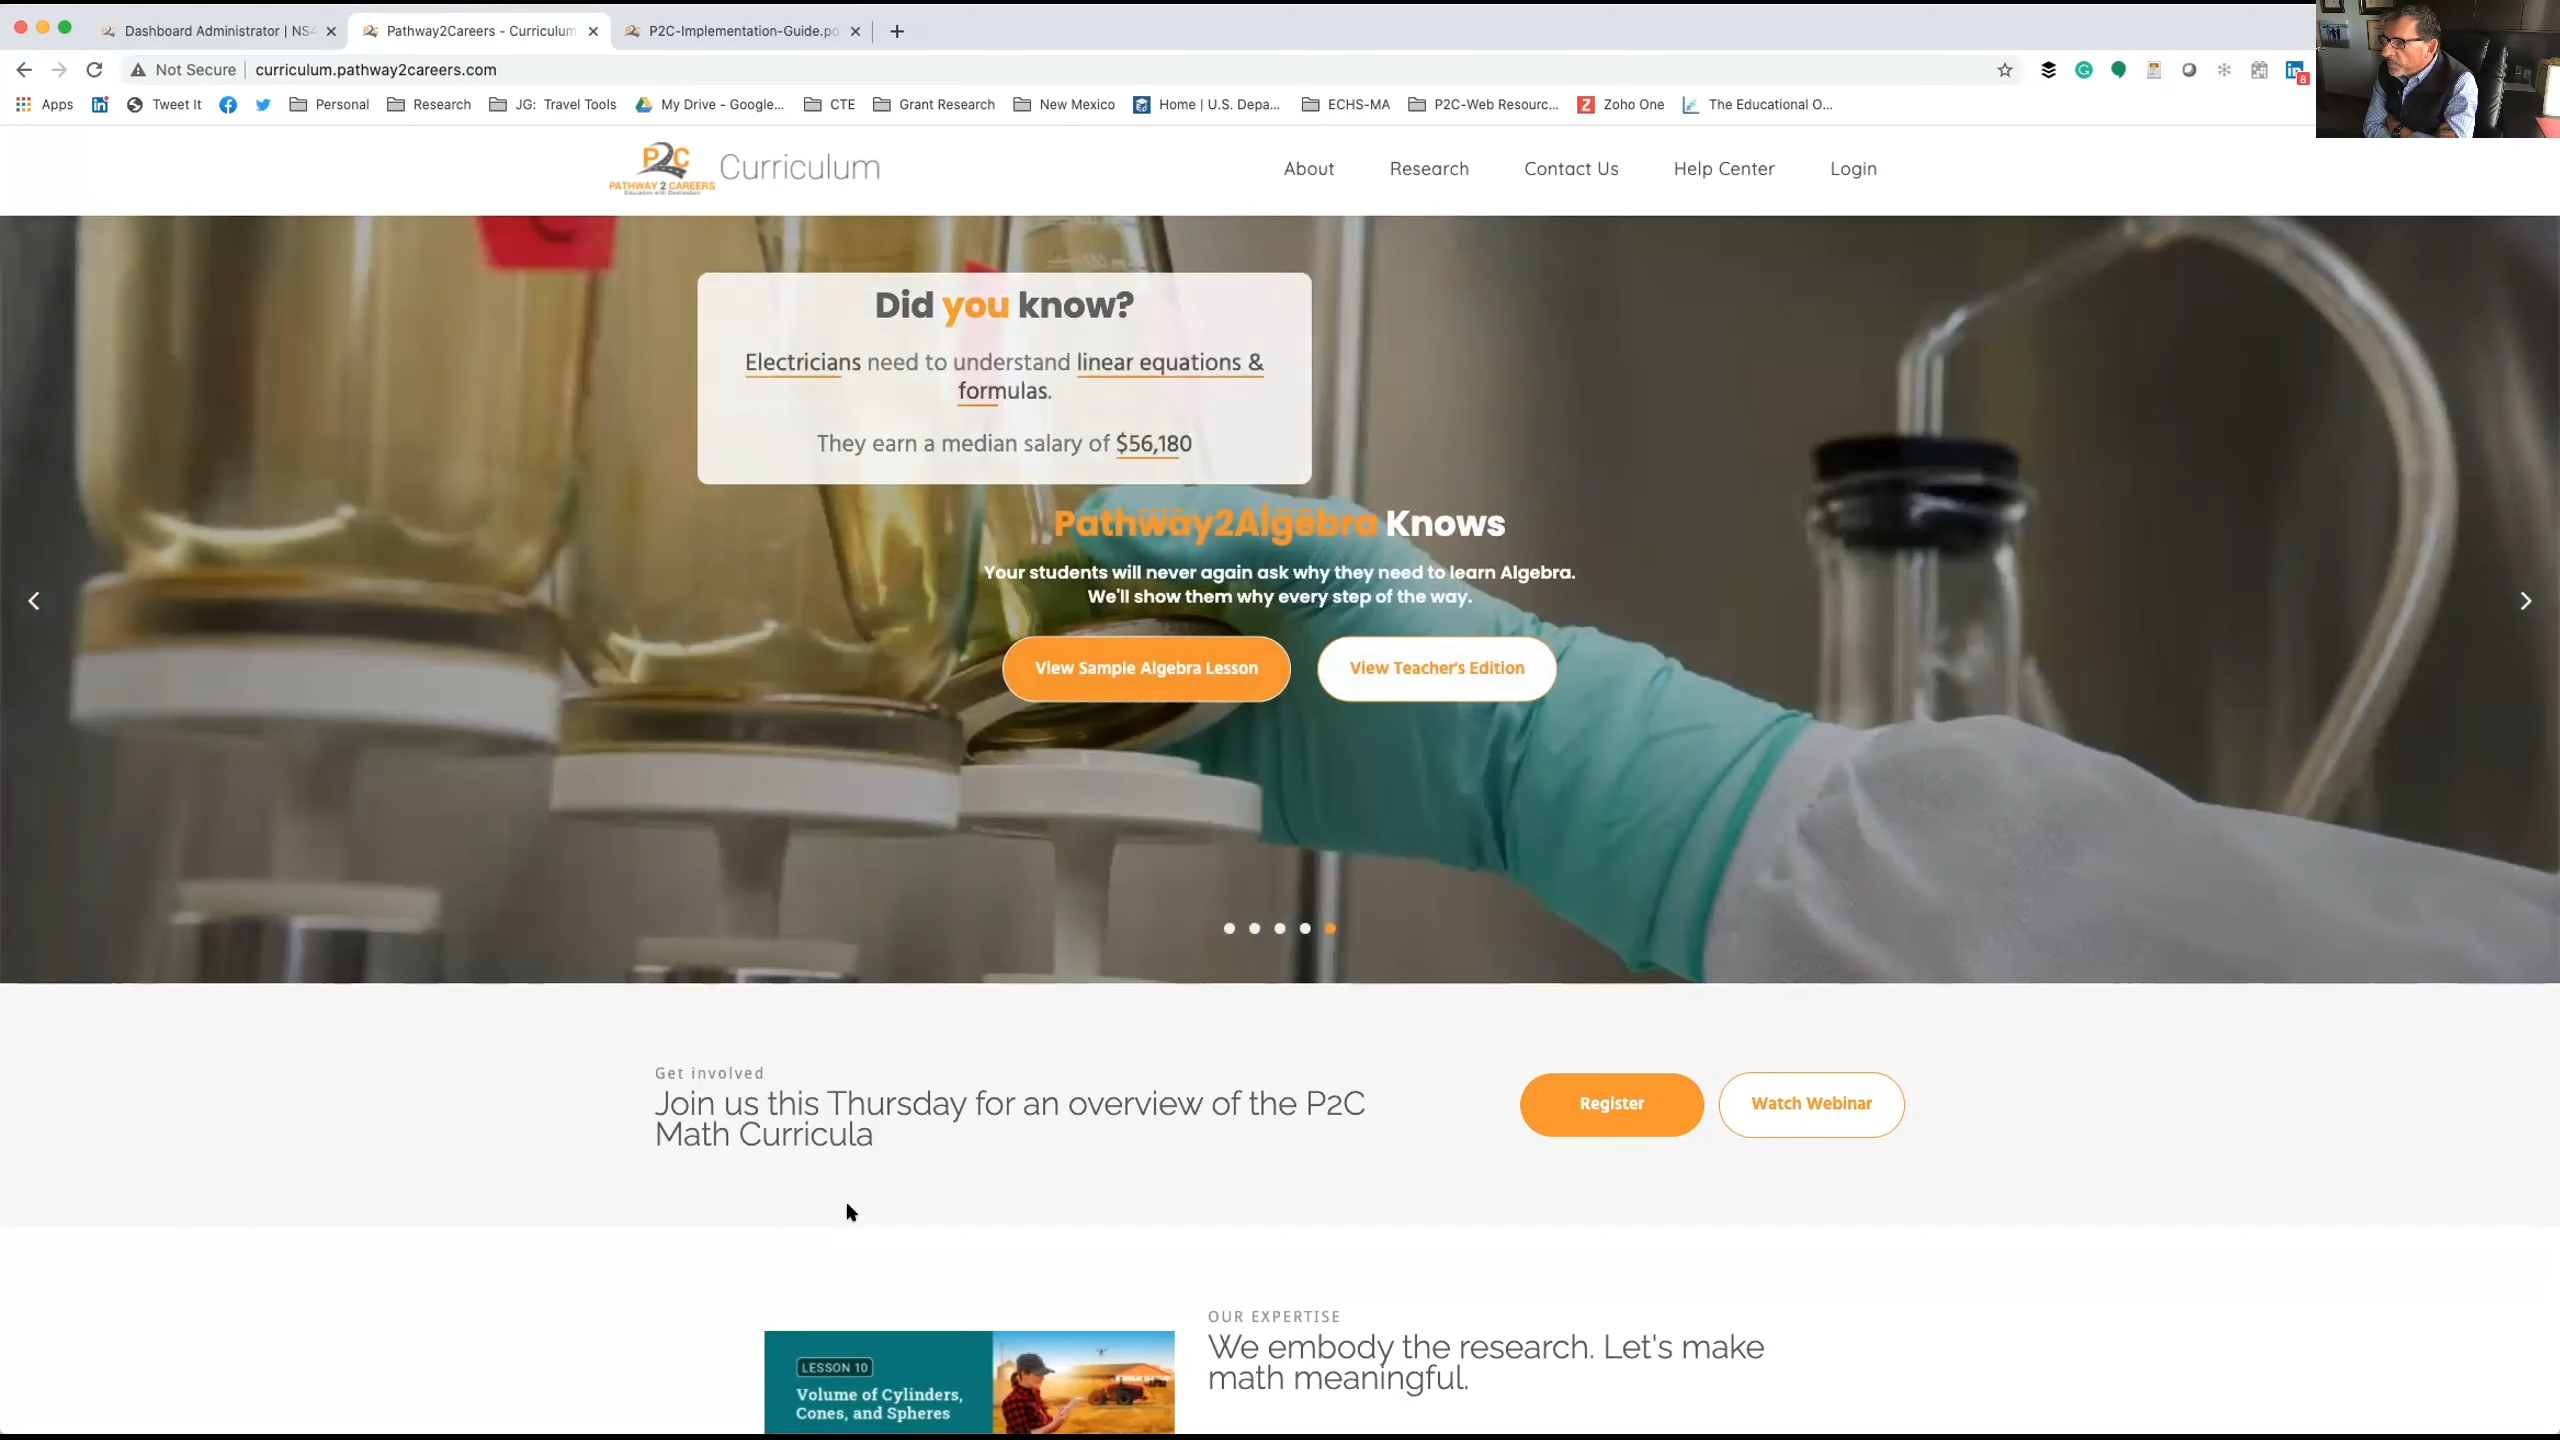 Dashboard Administrator | NS4
Pathway2Careers - Curriculum
P2C-Implementation-Guide.po
Not Secure
curriculum.pathway2careers.com
8
Apps
Tweet It
Personal
Research
JG: Travel Tools
My Drive - Google...
CTE
Grant Research
New Mexico
Home | U.S. Depa...
ECHS-MA
P2C-Web Resourc...
Zoho One
The Educational O...
P2C
PATHWAY 2 CAREERS
Education with Destination
Curriculum
About
Research
Contact Us
Help Center
Login
Did you know?
Electricians need to understand linear equations &
formulas.
They earn a median salary of $56,180
Pathway2Algebra Knows
Your students will never again ask why they need to learn Algebra.
We'll show them why every step of the way.
View Sample Algebra Lesson
View Teacher's Edition
Get involved
Join us this Thursday for an overview of the P2C
Math Curricula
Register
Watch Webinar
OUR EXPERTISE
We embody the research. Let's make
math meaningful.
LESSON 10
Volume of Cylinders,
Cones, and Spheres